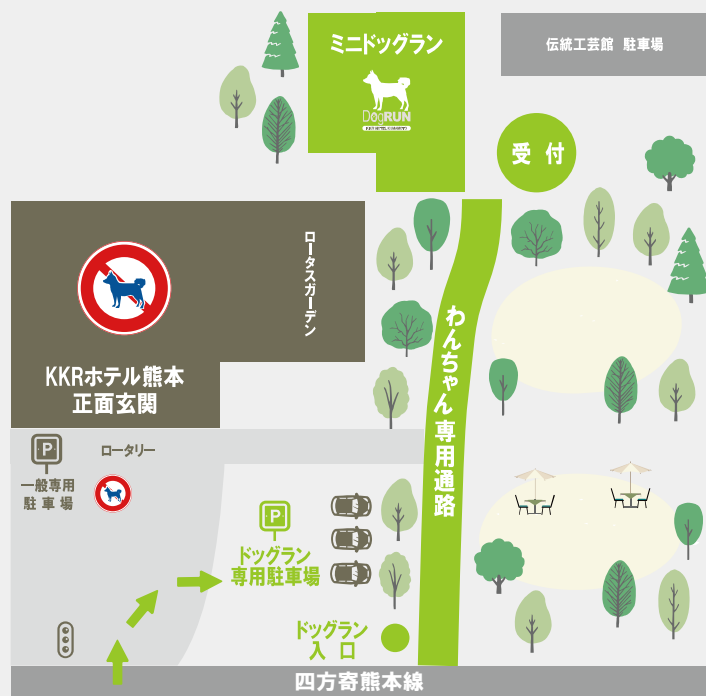 ミニドッグラン
DogRUN
伝統工芸館 駐車場
受 付
ロータスガーデン
KKRホテル熊本
正面玄関
わんちゃん専用通路
P
一般専用
駐車場
ロータリー
P
ドッグラン
専用駐車場
ドッグラン
入 口
四方寄熊本線